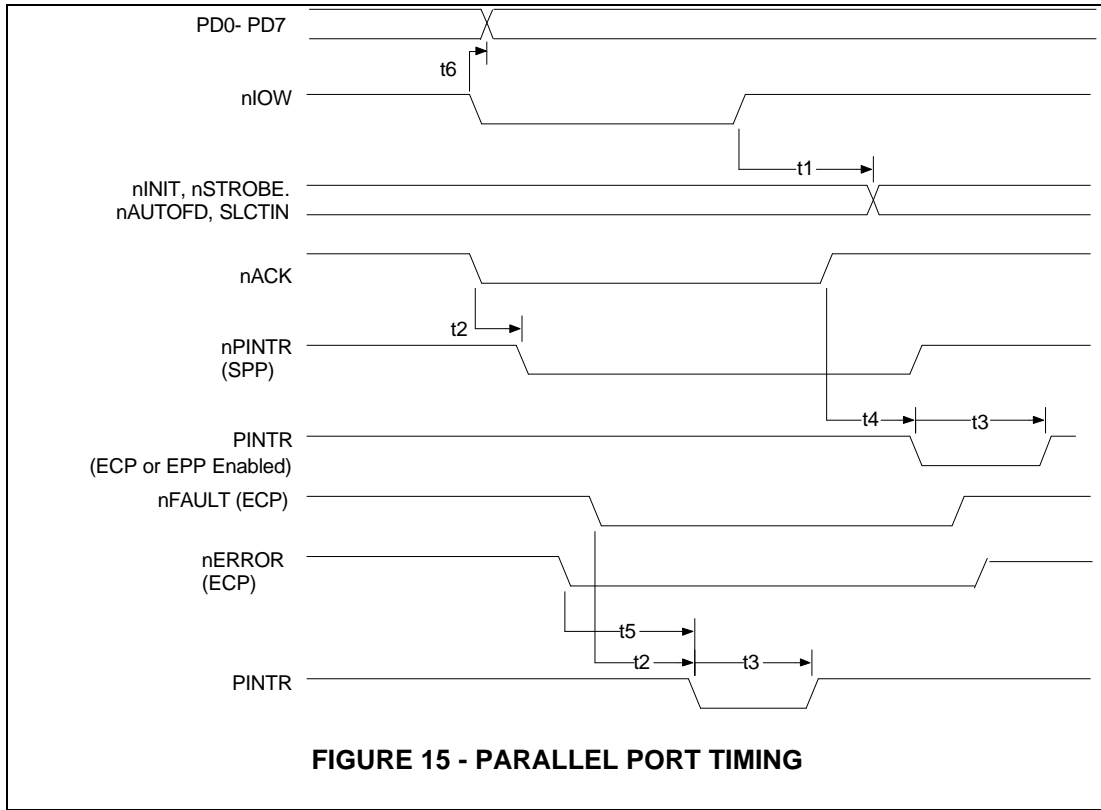 PD0- PD7
t6
nIOW
t1
nINIT, nSTROBE.
nAUTOFD, SLCTIN
nACK
t2
nPINTR
(SPP)
t4
t3
PINTR
(ECP or EPP Enabled)
nFAULT (ECP)
nERROR
(ECP)
t5
t2
t3
PINTR
FIGURE 15 - PARALLEL PORT TIMING